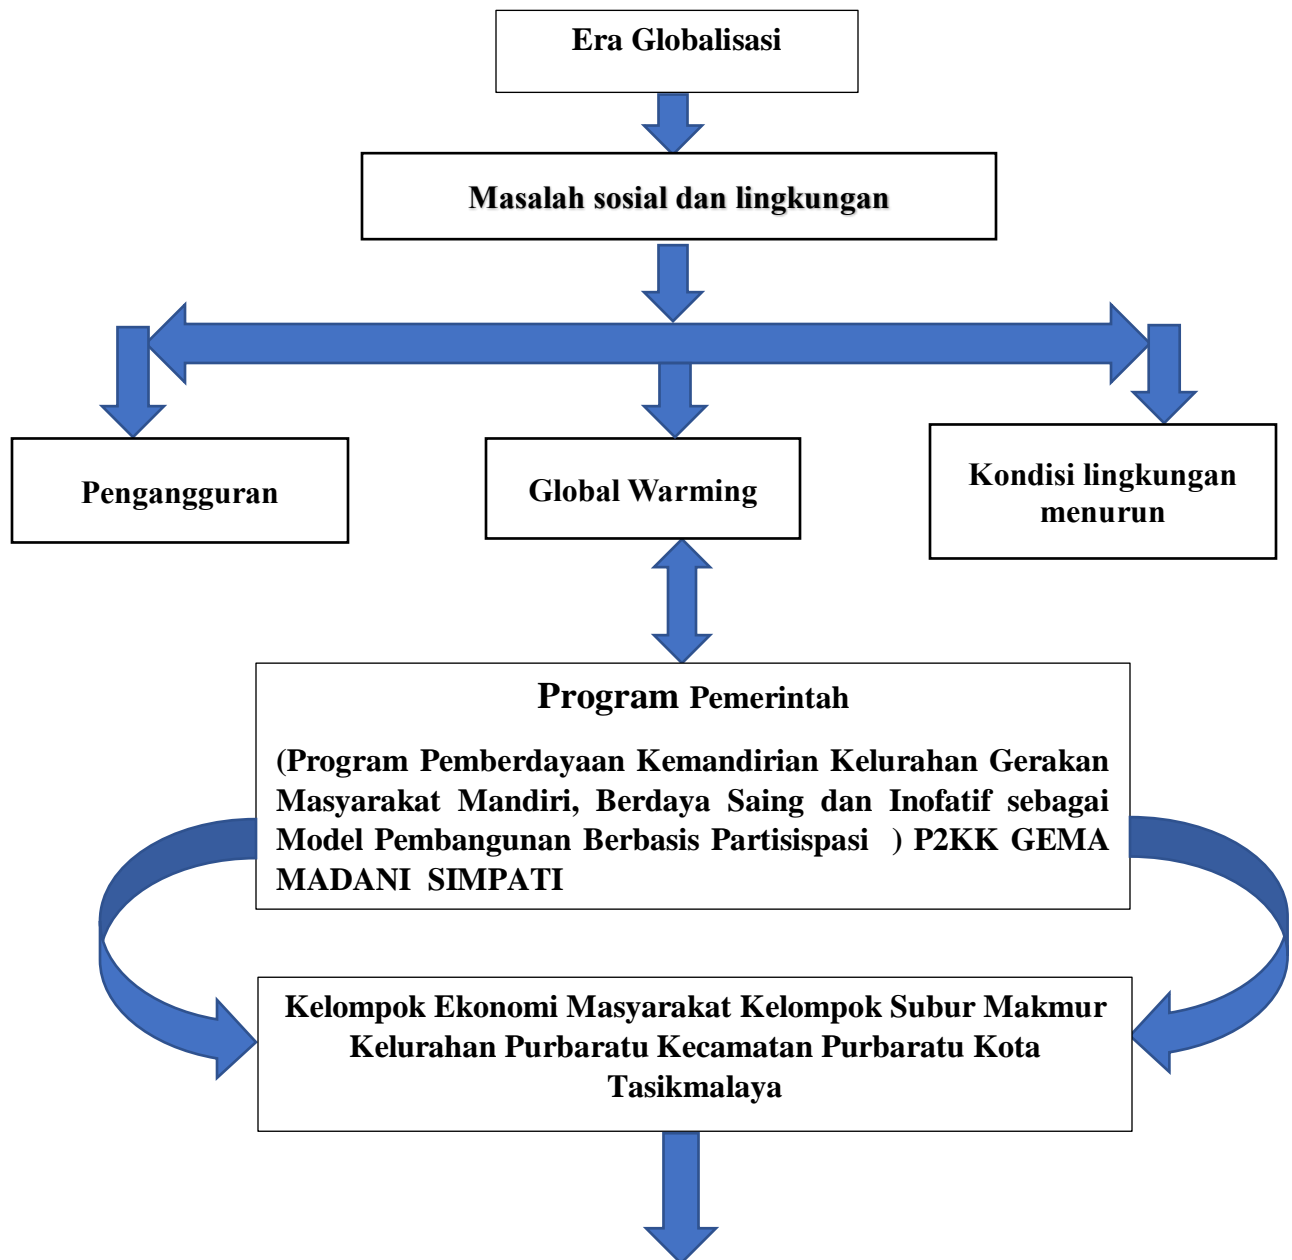 Era Globalisasi
Masalah sosial dan lingkungan
Pengangguran
Global Warming
Kondisi lingkungan
menurun
Program Pemerintah
(Program Pemberdayaan Kemandirian Kelurahan Gerakan
Masyarakat Mandiri, Berdaya Saing dan Inofatif sebagai
Model Pembangunan Berbasis Partisispasi ) P2KK GEMA
MADANI SIMPATI
Kelompok Ekonomi Masyarakat Kelompok Subur Makmur
Kelurahan Purbaratu Kecamatan Purbaratu Kota
Tasikmalaya